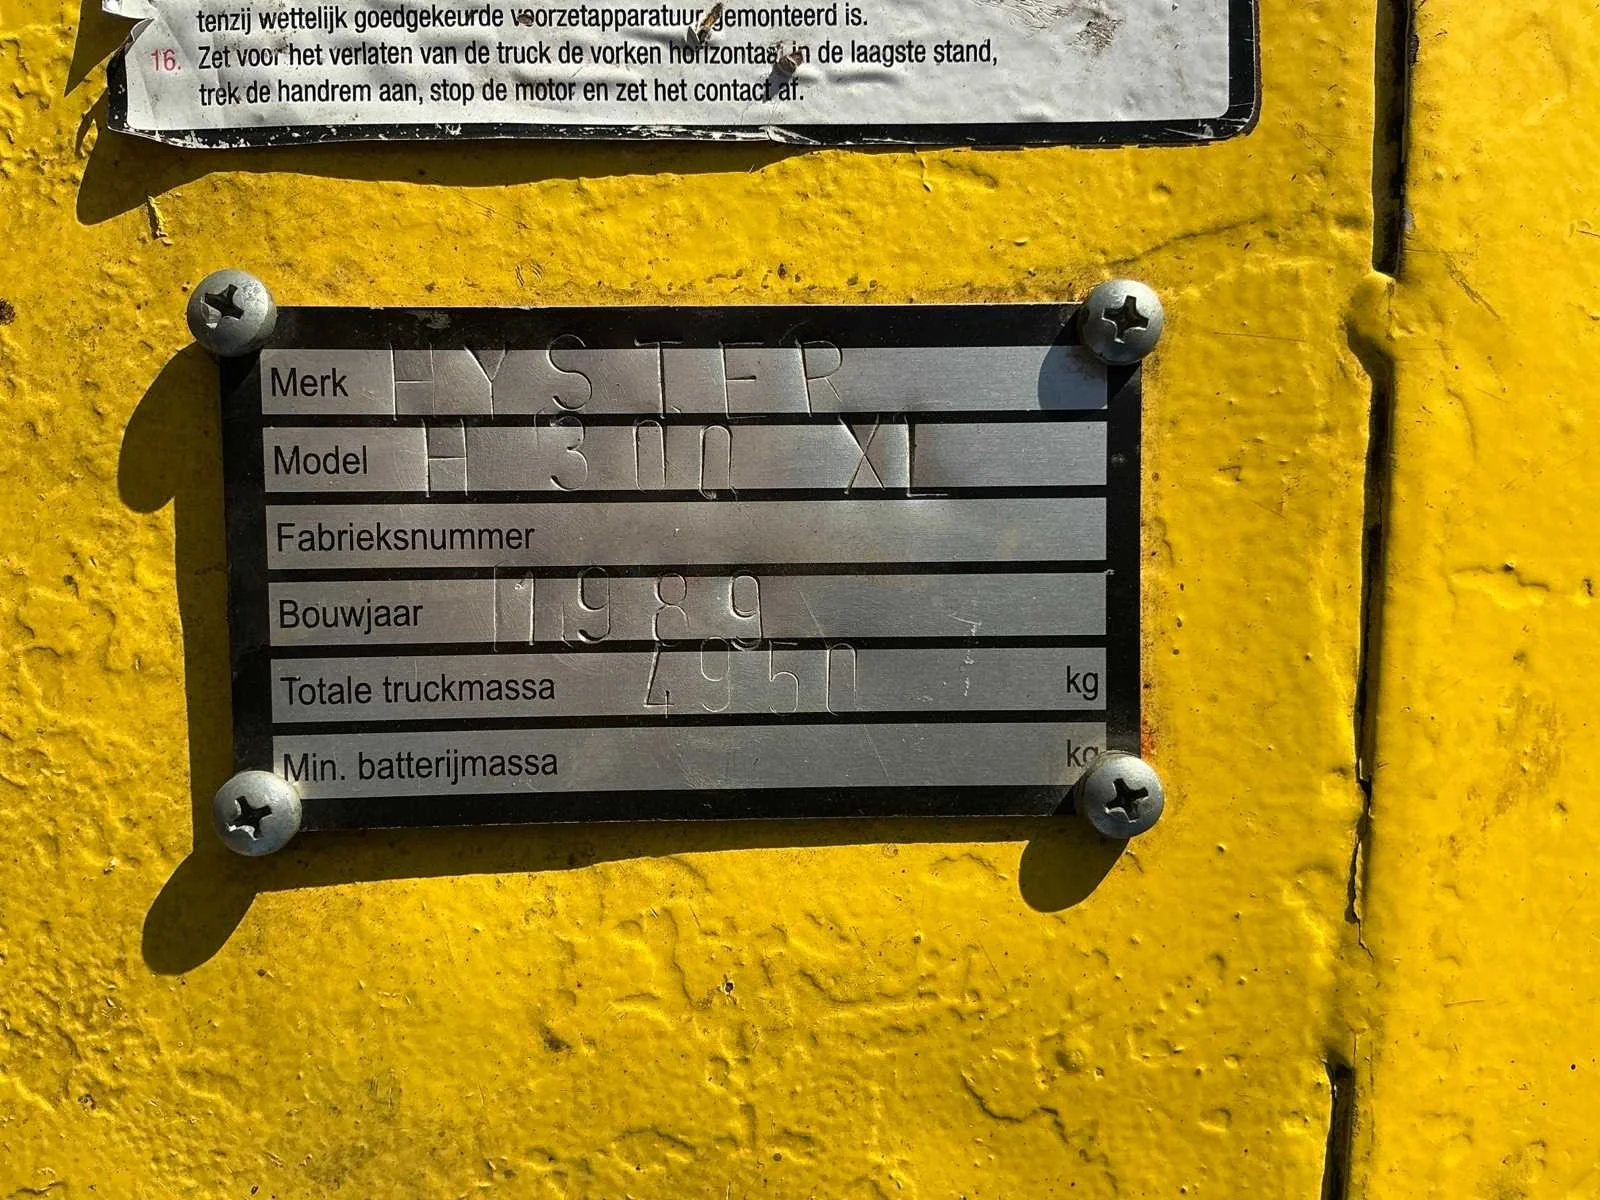 tenzij wettelijk goedgekeurde voorzetapparatuur gemonteerd is.
16. Zet voor het verlaten van de truck de vorken horizontaal in de laagste stand,
trek de handrem aan, stop de motor en zet het contact af.
Merk HYSTER
Model H 300 XL
Fabrieksnummer
Bouwjaar 1989
Totale truckmassa 4950 kg
Min. batterijmassa kg